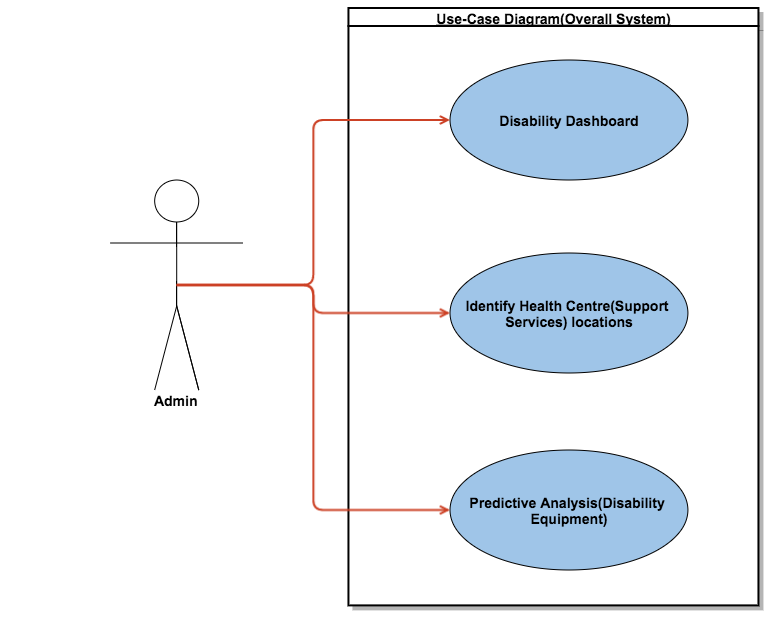 Use-Case Diagram(Overall System)
Disability Dashboard
Identify Health Centre(Support
Services) locations
Admin
Predictive Analysis(Disability
Equipment)